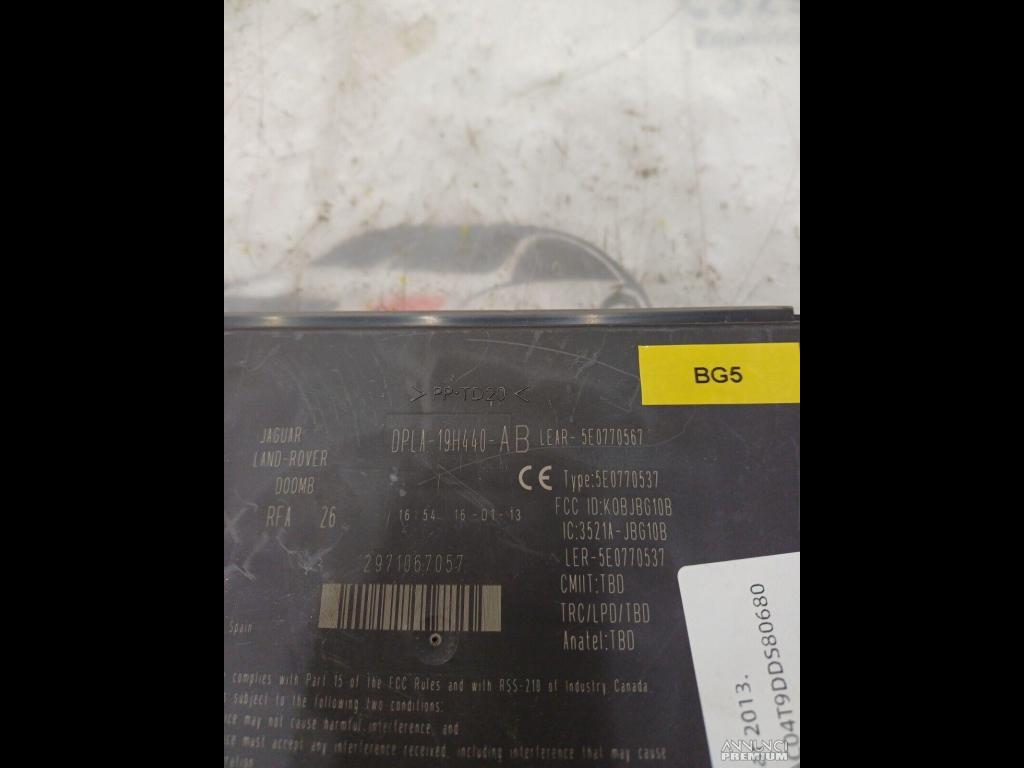 BG5
> PP-TD20 <
JAGUAR
LAND-ROVER
DPLA-19H440-AB LEAR- 5E0770567
D00MB
RFA 26
16:54 16-01-13
CE Type:5E0770537
FCC ID:KOBJBG10B
IC:3521A-JBG10B
LER-5E0770537
CMIIT:TBD
TRC/LPD/TBD
Anatel:TBD
2971067057
Spain
complies with Part 15 of the FCC Rules and with RSS-210 of Industry Canada.
subject to the following two conditions:
may not cause harmful interference, and
must accept any interference received, including interference that may cause
2013.
C04T9DD580680
ANNUNCI
PREMIUM